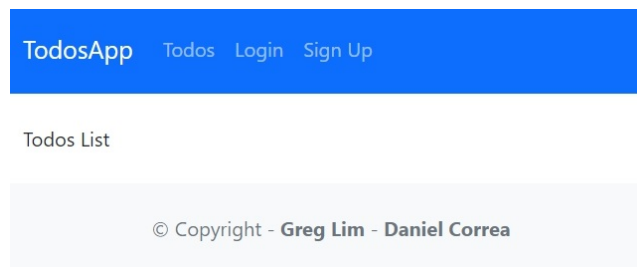 TodosApp Todos Login Sign Up
Todos List
© Copyright - Greg Lim - Daniel Correa